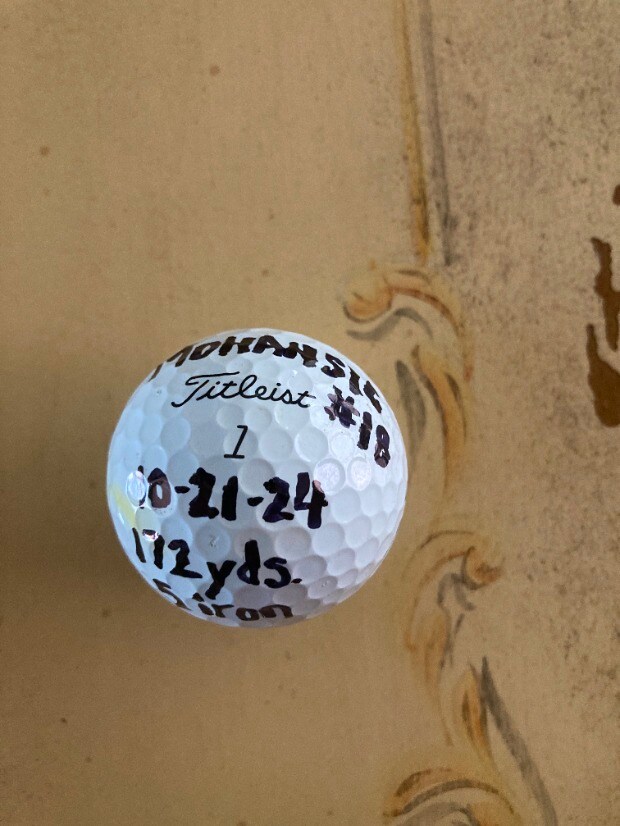 MOHANSIC
Titleist #18
1
10-21-24
172 yds.
5 iron